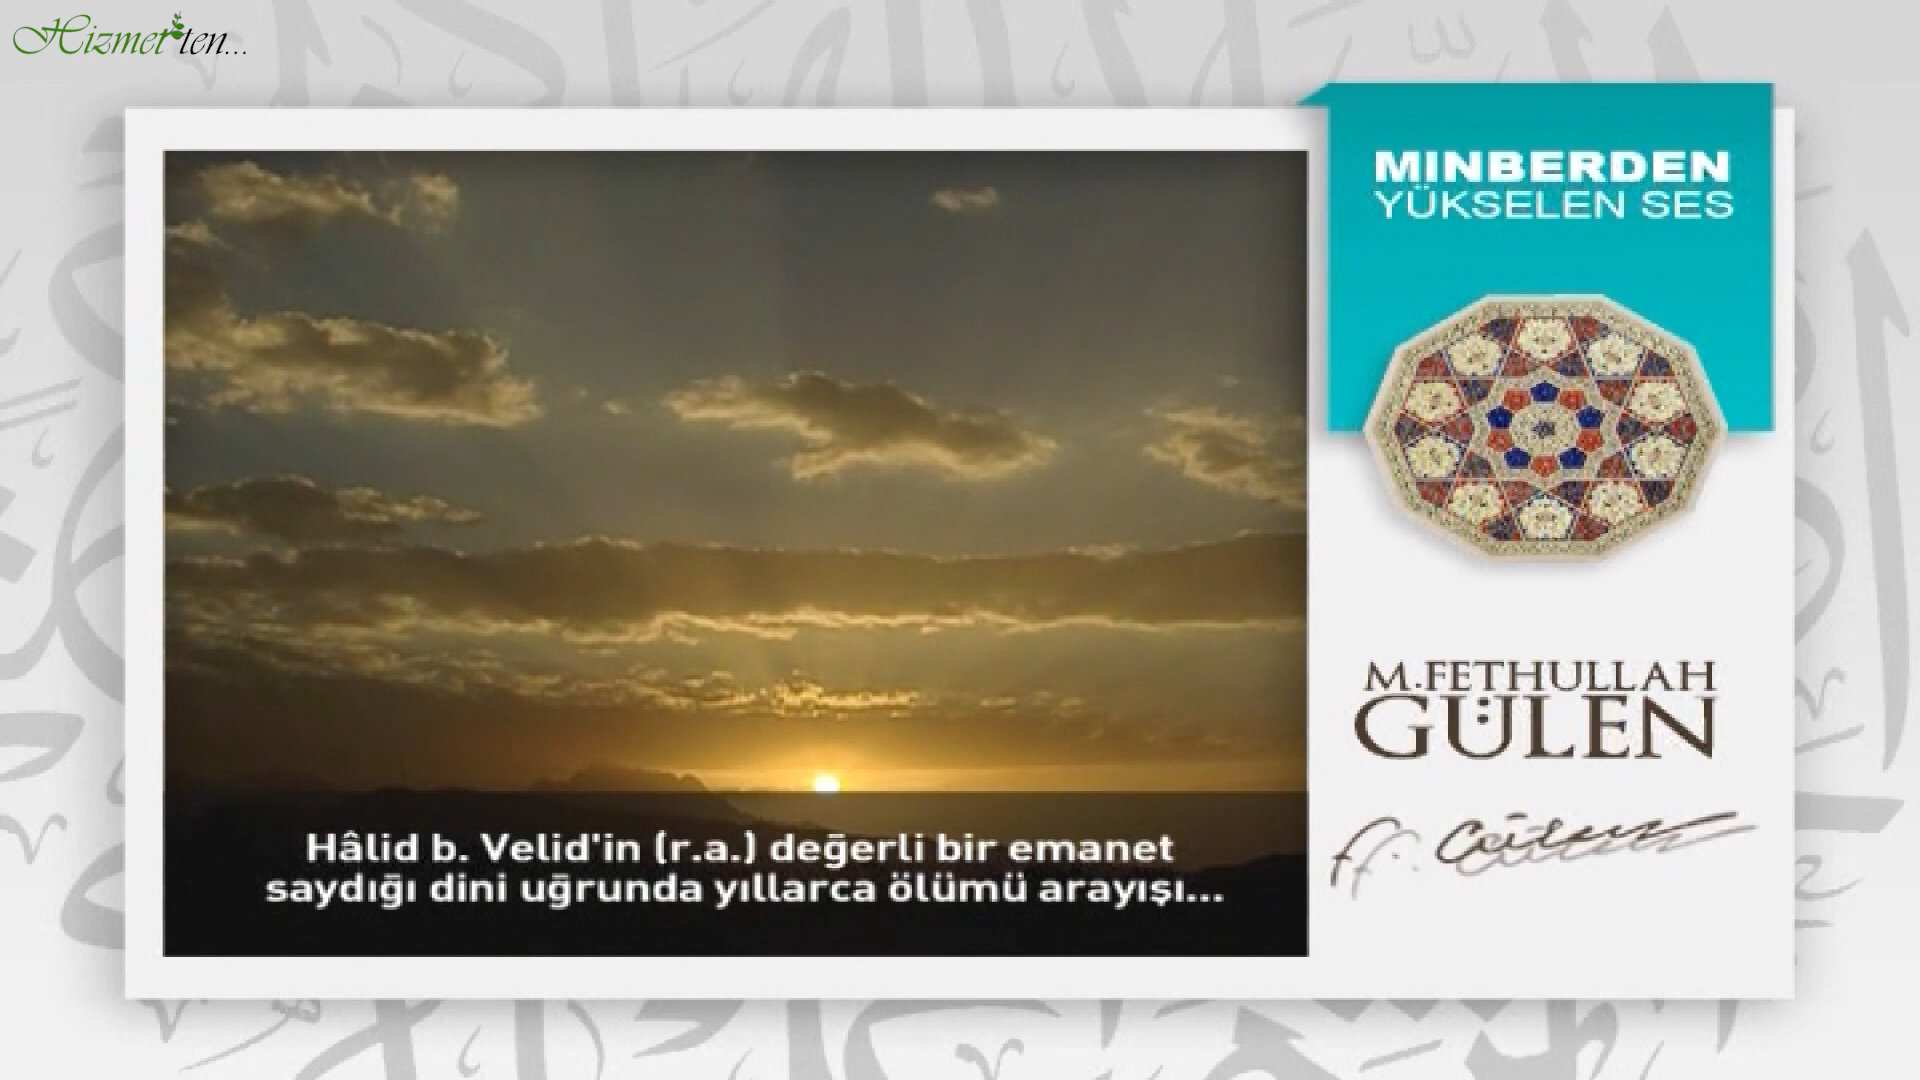 Hizmet'ten...
MINBERDEN
YÜKSELEN SES
M.FETHULLAH
GÜLEN
F. Gülen
Hâlid b. Velid'in (r.a.) değerli bir emanet
saydığı dini uğrunda yıllarca ölümü arayışı...